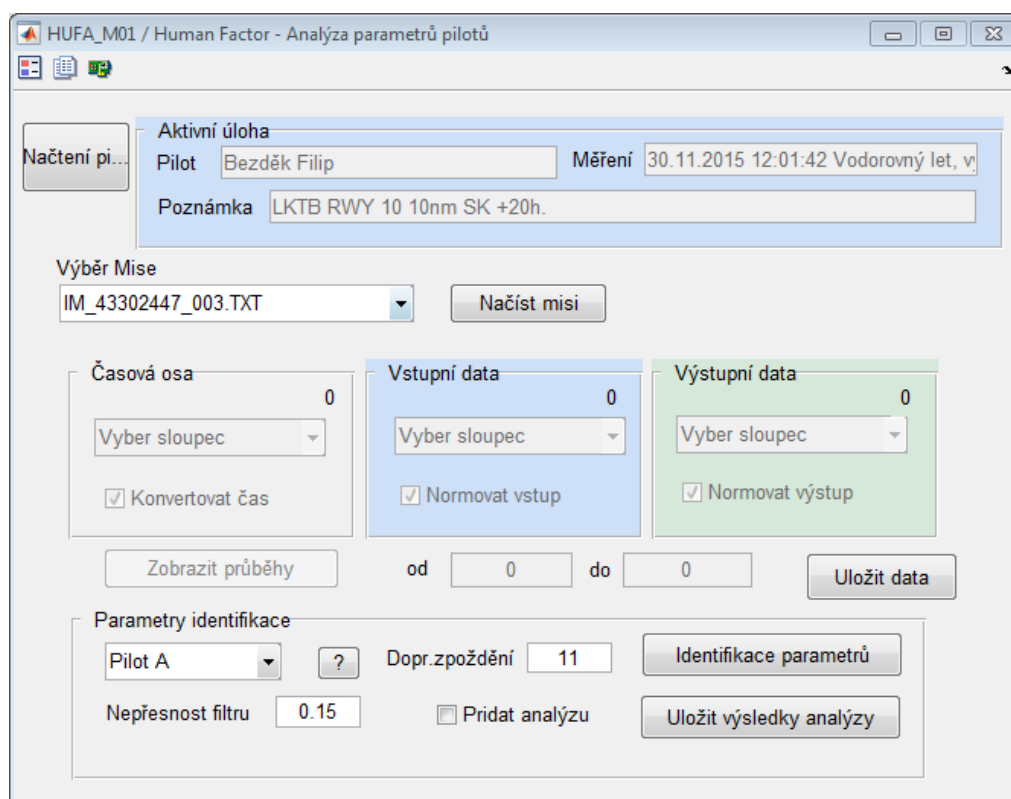 HUFA_M01 / Human Factor - Analýza parametrů pilotů
Načtení pi...
Aktivní úloha
Pilot Bezděk Filip Měření 30.11.2015 12:01:42 Vodorovný let, vy
Poznámka LKTB RWY 10 10nm SK +20h.
Výběr Mise
IM_43302447_003.TXT Načíst misi
Časová osa Vstupní data Výstupní data
0 0 0
Vyber sloupec Vyber sloupec Vyber sloupec
Konvertovat čas Normovat vstup Normovat výstup
Zobrazit průběhy od 0 do 0 Uložit data
Parametry identifikace
Pilot A ? Dopr.zpoždění 11 Identifikace parametrů
Nepřesnost filtru 0.15 Pridat analýzu Uložit výsledky analýzy